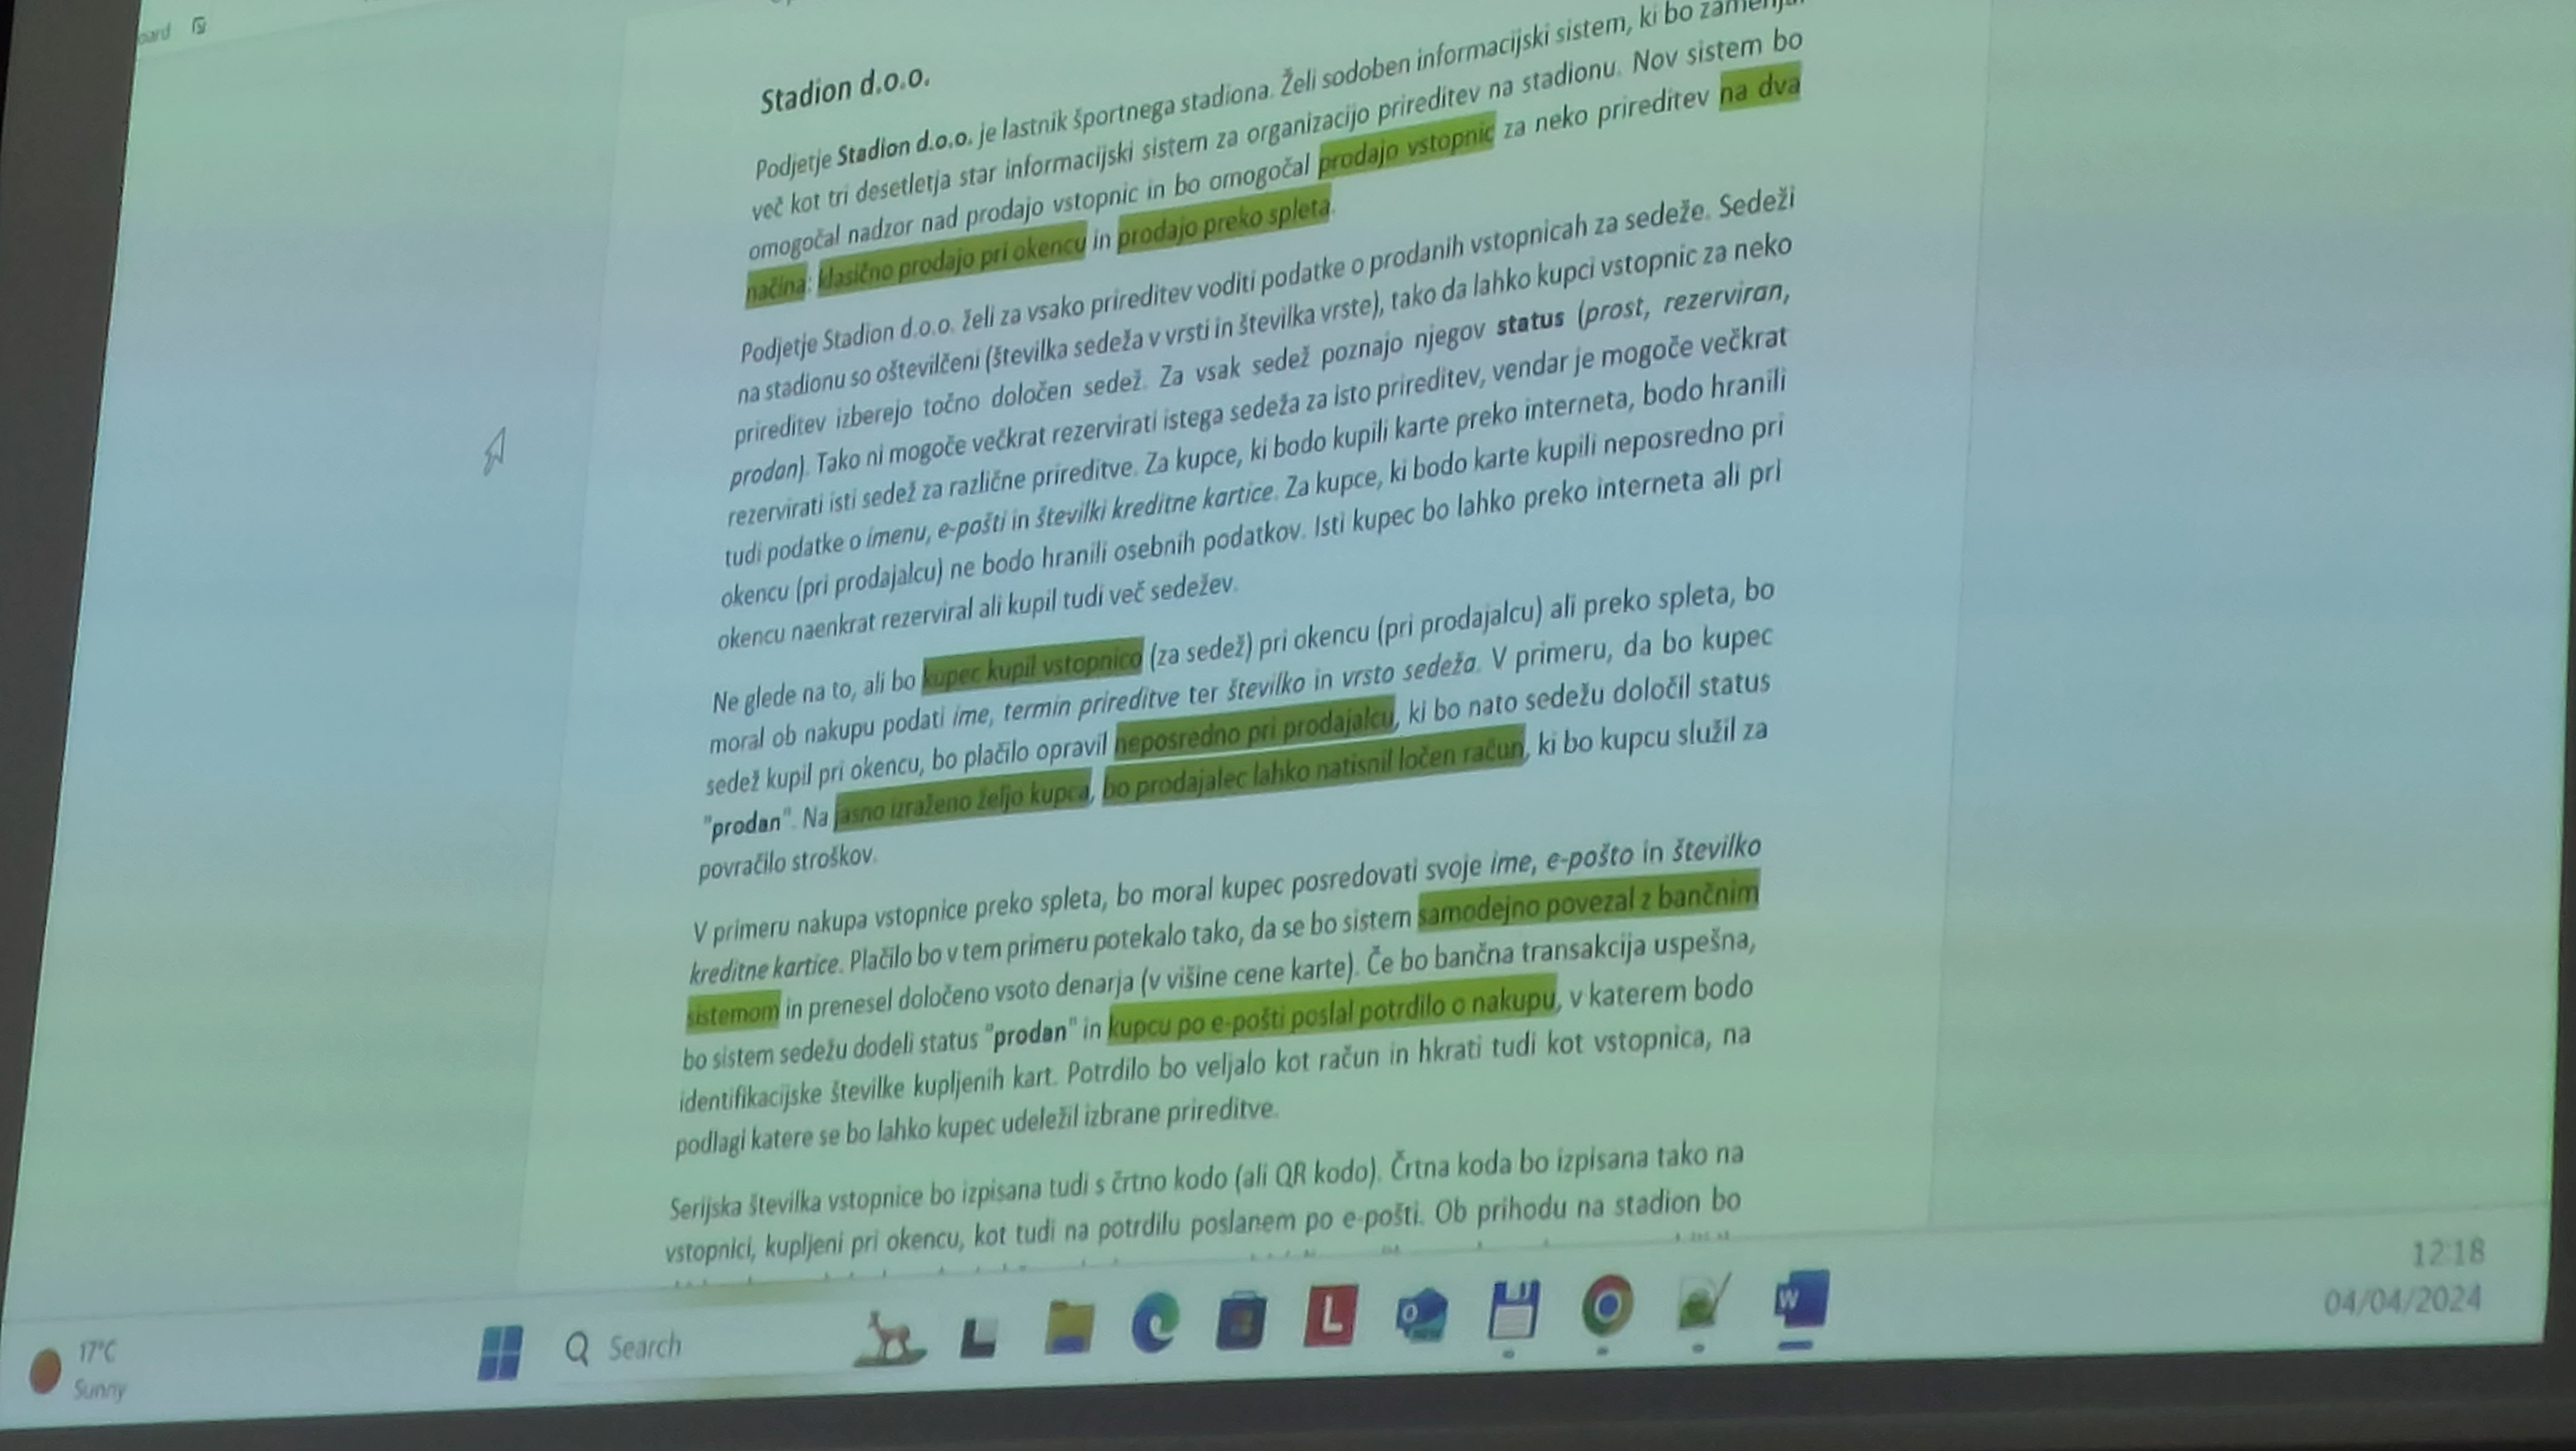 Stadion d.o.o.
Podjetje Stadion d.o.o. je lastnik športnega stadiona. Želi sodoben informacijski sistem, ki bo
več kot tri desetletja star informacijski sistem za organizacijo prireditev na stadionu. Nov sistem bo
omogočal nadzor nad prodajo vstopnic in bo omogočal prodajo vstopnic za neko prireditev na dva
načina: klasično prodajo pri okencu in prodajo preko spleta.
Podjetje Stadion d.o.o. želi za vsako prireditev voditi podatke o prodanih vstopnicah za sedeže. Sedeži
na stadionu so oštevilčeni (številka sedeža v vrsti in številka vrste), tako da lahko kupci vstopnic za neko
prireditev izberejo točno določen sedež. Za vsak sedež poznajo njegov status (prost, rezerviran,
prodan). Tako ni mogoče večkrat rezervirati istega sedeža za isto prireditev, vendar je mogoče večkrat
rezervirati isti sedež za različne prireditve. Za kupce, ki bodo kupili karte preko interneta, bodo hranili
tudi podatke o imenu, e-pošti in številki kreditne kartice. Za kupce, ki bodo karte kupili neposredno pri
okencu (pri prodajalcu) ne bodo hranili osebnih podatkov. Isti kupec bo lahko preko interneta ali pri
okencu naenkrat rezerviral ali kupil tudi več sedežev.
Ne glede na to, ali bo kupec kupil vstopnico (za sedež) pri okencu (pri prodajalcu) ali preko spleta, bo
moral ob nakupu podati ime, termin prireditve ter številko in vrsto sedeža. V primeru, da bo kupec
sedež kupil pri okencu, bo plačilo opravil neposredno pri prodajalcu, ki bo nato sedežu določil status
"prodan". Na jasno izraženo željo kupca, bo prodajalec lahko natisnil ločen račun, ki bo kupcu služil za
povračilo stroškov.
V primeru nakupa vstopnice preko spleta, bo moral kupec posredovati svoje ime, e-pošto in številko
kreditne kartice. Plačilo bo v tem primeru potekalo tako, da se bo sistem samodejno povezal z bančnim
sistemom in prenesel določeno vsoto denarja (v višine cene karte). Če bo bančna transakcija uspešna,
bo sistem sedežu dodeli status "prodan" in kupcu po e-pošti poslal potrdilo o nakupu, v katerem bodo
identifikacijske številke kupljenih kart. Potrdilo bo veljalo kot račun in hkrati tudi kot vstopnica, na
podlagi katere se bo lahko kupec udeležil izbrane prireditve.
Serijska številka vstopnice bo izpisana tudi s črtno kodo (ali QR kodo). Črtna koda bo izpisana tako na
vstopnici, kupljeni pri okencu, kot tudi na potrdilu poslanem po e-pošti. Ob prihodu na stadion bo
17°C
Sunny
Search
L
12:18
04/04/2024